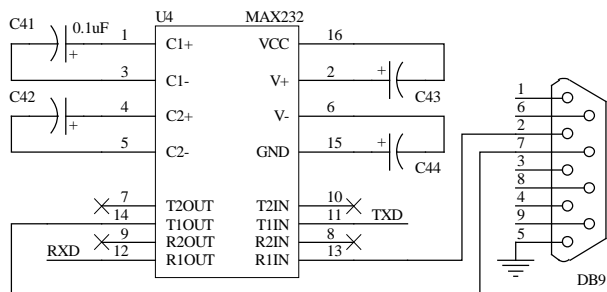 U4 MAX232
C41 0.1uF 1 C1+ VCC 16
+
3 C1- V+ 2 +
C42 4 C2+ V- 6 C43
+
5 C2- GND 15 +
C44
7 T2OUT T2IN 10
14 T1OUT T1IN 11 TXD
9 R2OUT R2IN 8
RXD 12 R1OUT R1IN 13
1
6
2
7
3
8
4
9
5
DB9